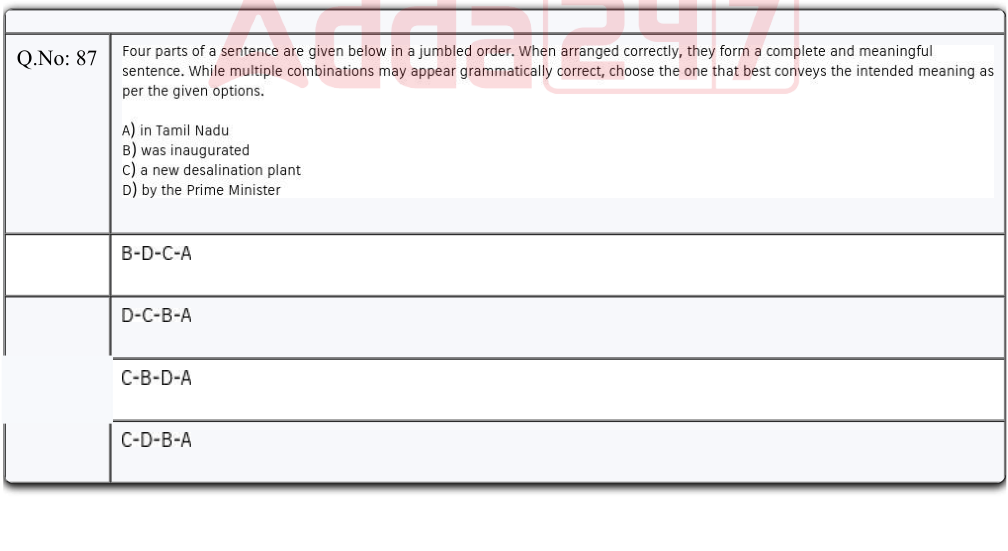 Adda247
Q.No: 87
Four parts of a sentence are given below in a jumbled order. When arranged correctly, they form a complete and meaningful
sentence. While multiple combinations may appear grammatically correct, choose the one that best conveys the intended meaning as
per the given options.
A) in Tamil Nadu
B) was inaugurated
C) a new desalination plant
D) by the Prime Minister
B-D-C-A
D-C-B-A
C-B-D-A
C-D-B-A